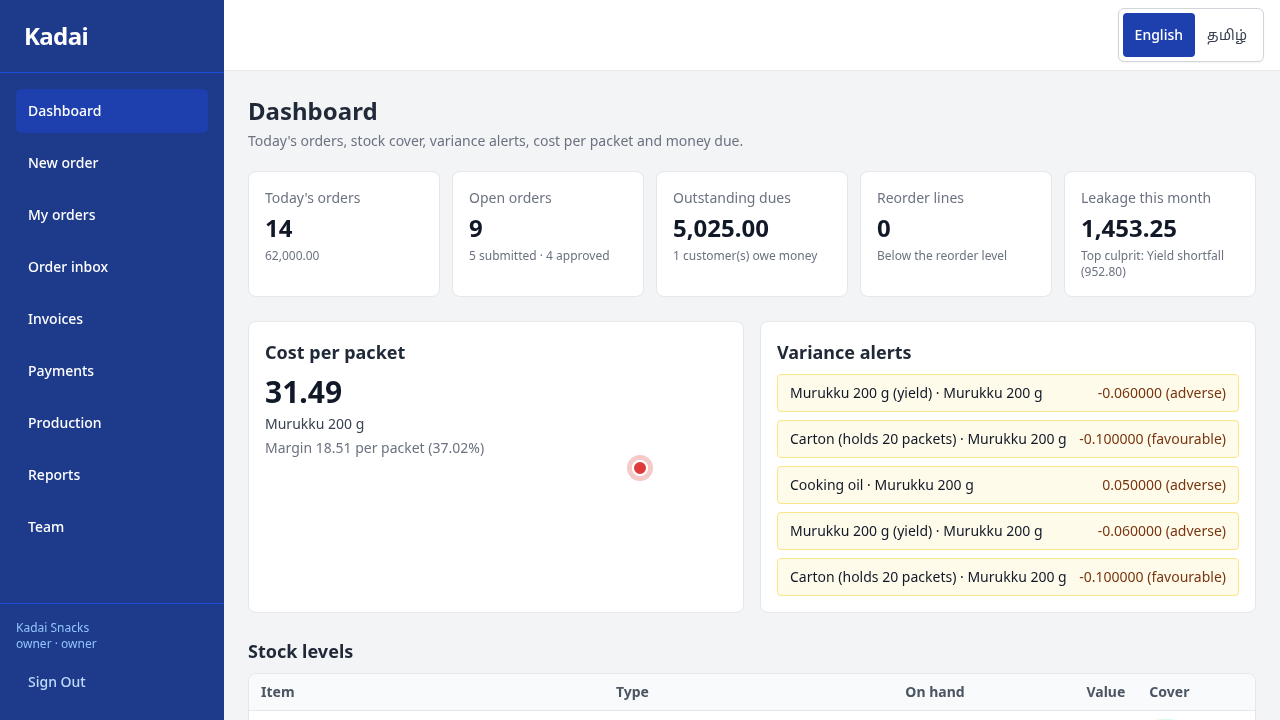 Kadai
English
தமிழ்
Dashboard
New order
My orders
Order inbox
Invoices
Payments
Production
Reports
Team
Kadai Snacks
owner · owner
Sign Out
Dashboard
Today's orders, stock cover, variance alerts, cost per packet and money due.
Today's orders
14
62,000.00
Open orders
9
5 submitted · 4 approved
Outstanding dues
5,025.00
1 customer(s) owe money
Reorder lines
0
Below the reorder level
Leakage this month
1,453.25
Top culprit: Yield shortfall
(952.80)
Cost per packet
31.49
Murukku 200 g
Margin 18.51 per packet (37.02%)
Variance alerts
Murukku 200 g (yield) · Murukku 200 g -0.060000 (adverse)
Carton (holds 20 packets) · Murukku 200 g -0.100000 (favourable)
Cooking oil · Murukku 200 g 0.050000 (adverse)
Murukku 200 g (yield) · Murukku 200 g -0.060000 (adverse)
Carton (holds 20 packets) · Murukku 200 g -0.100000 (favourable)
Stock levels
Item Type On hand Value Cover